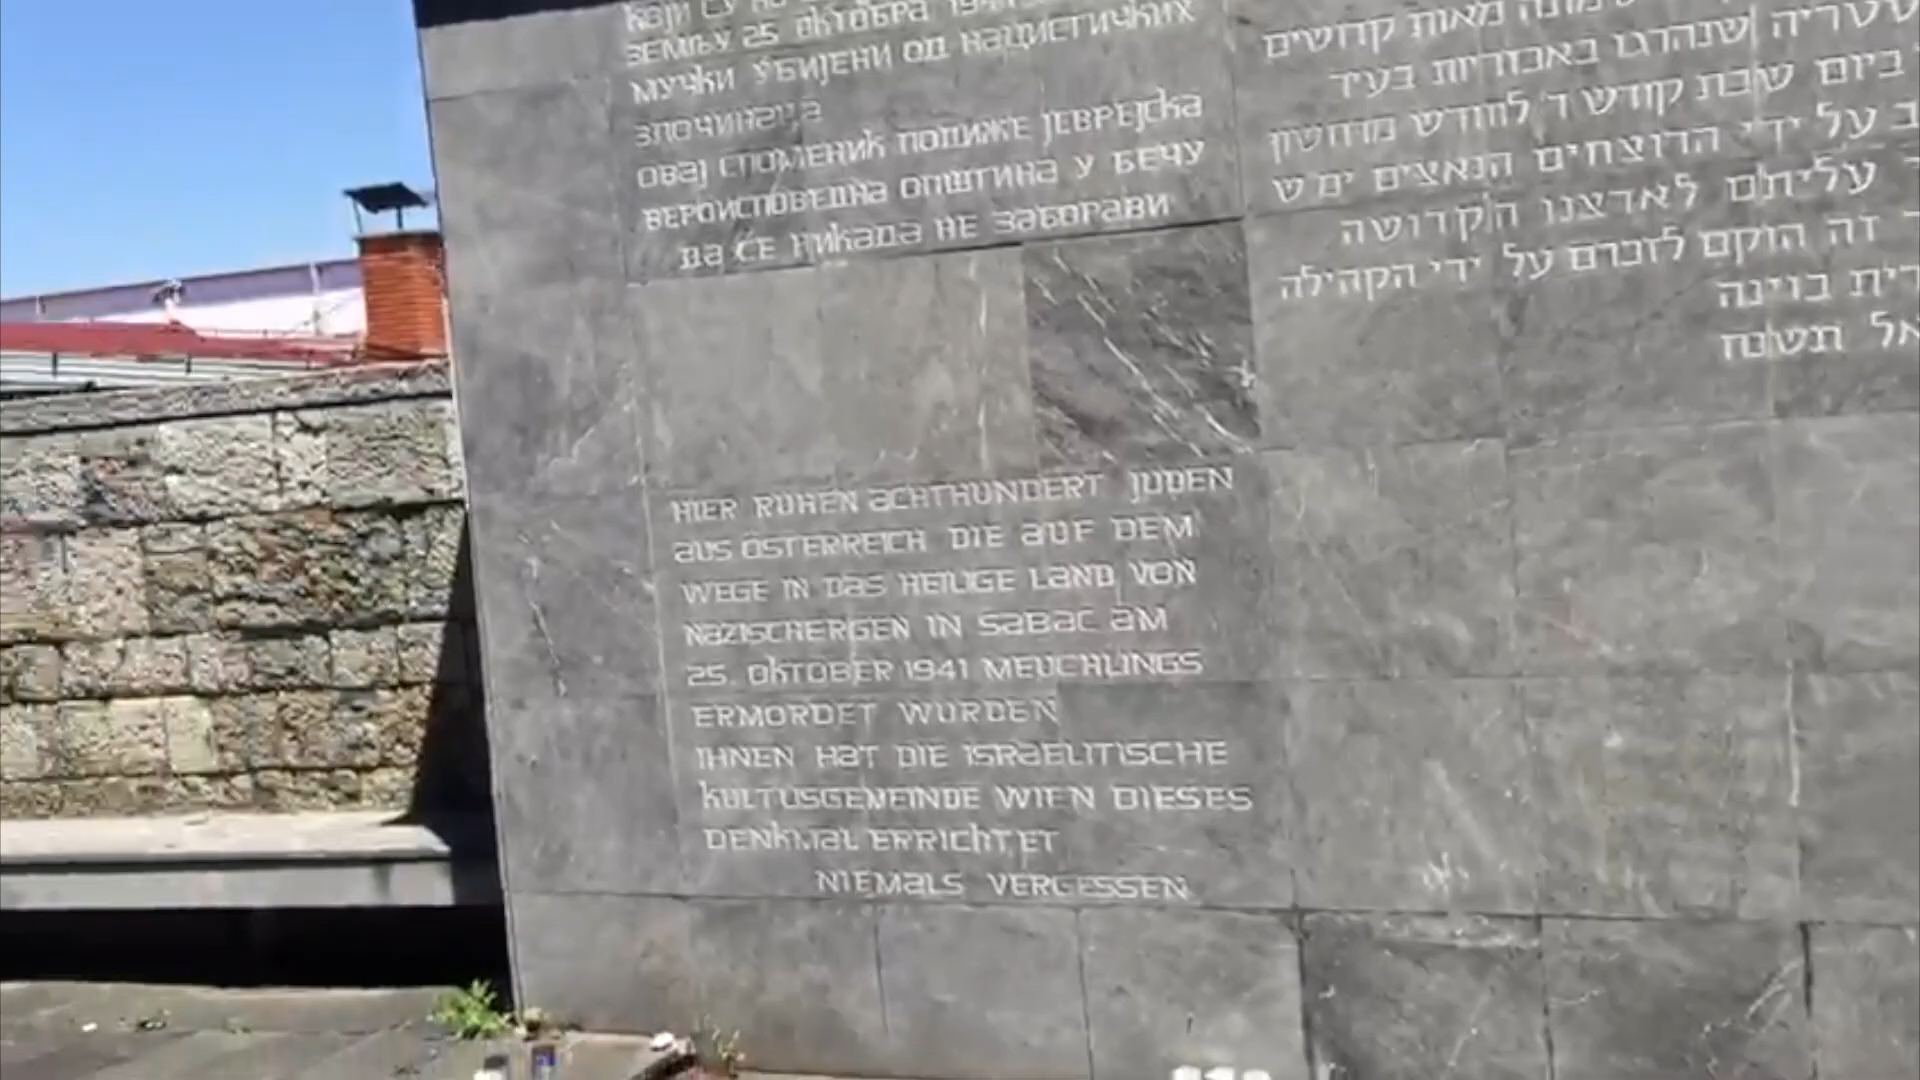 ЗЕМЉУ 25 ОКТОБРА
МУЧКИ УБИЈЕНИ ОД НАЦИСТИЧКИХ
ЗЛОЧИНАЦА
ОВАЈ СПОМЕНИК ПОДИЖЕ ЈЕВРЕЈСКА
ВЕРОИСПОВЕДНА ОПШТИНА У БЕЧУ
ДА СЕ НИКАДА НЕ ЗАБОРАВИ
מאות קדושים
שנהרגו באכזריות בעיר
ביום שבת קודש ד' לחודש מרחשון
על ידי הרוצחים הנאצים ימ"ש
עליתם לארצנו הקדושה
זה הוקם לזכרם על ידי הקהילה
בוינה
תשמח
HIER RUHEN ACHTHUNDERT JUDEN
AUS ÖSTERREICH DIE AUF DEM
WEGE IN DAS HEILIGE LAND VON
NAZISCHERGEN IN SABAC AM
25. OKTOBER 1941 MEUCHLINGS
ERMORDET WURDEN
IHNEN HAT DIE ISRAELITISCHE
KULTUSGEMEINDE WIEN DIESES
DENKMAL ERRICHTET
NIEMALS VERGESSEN